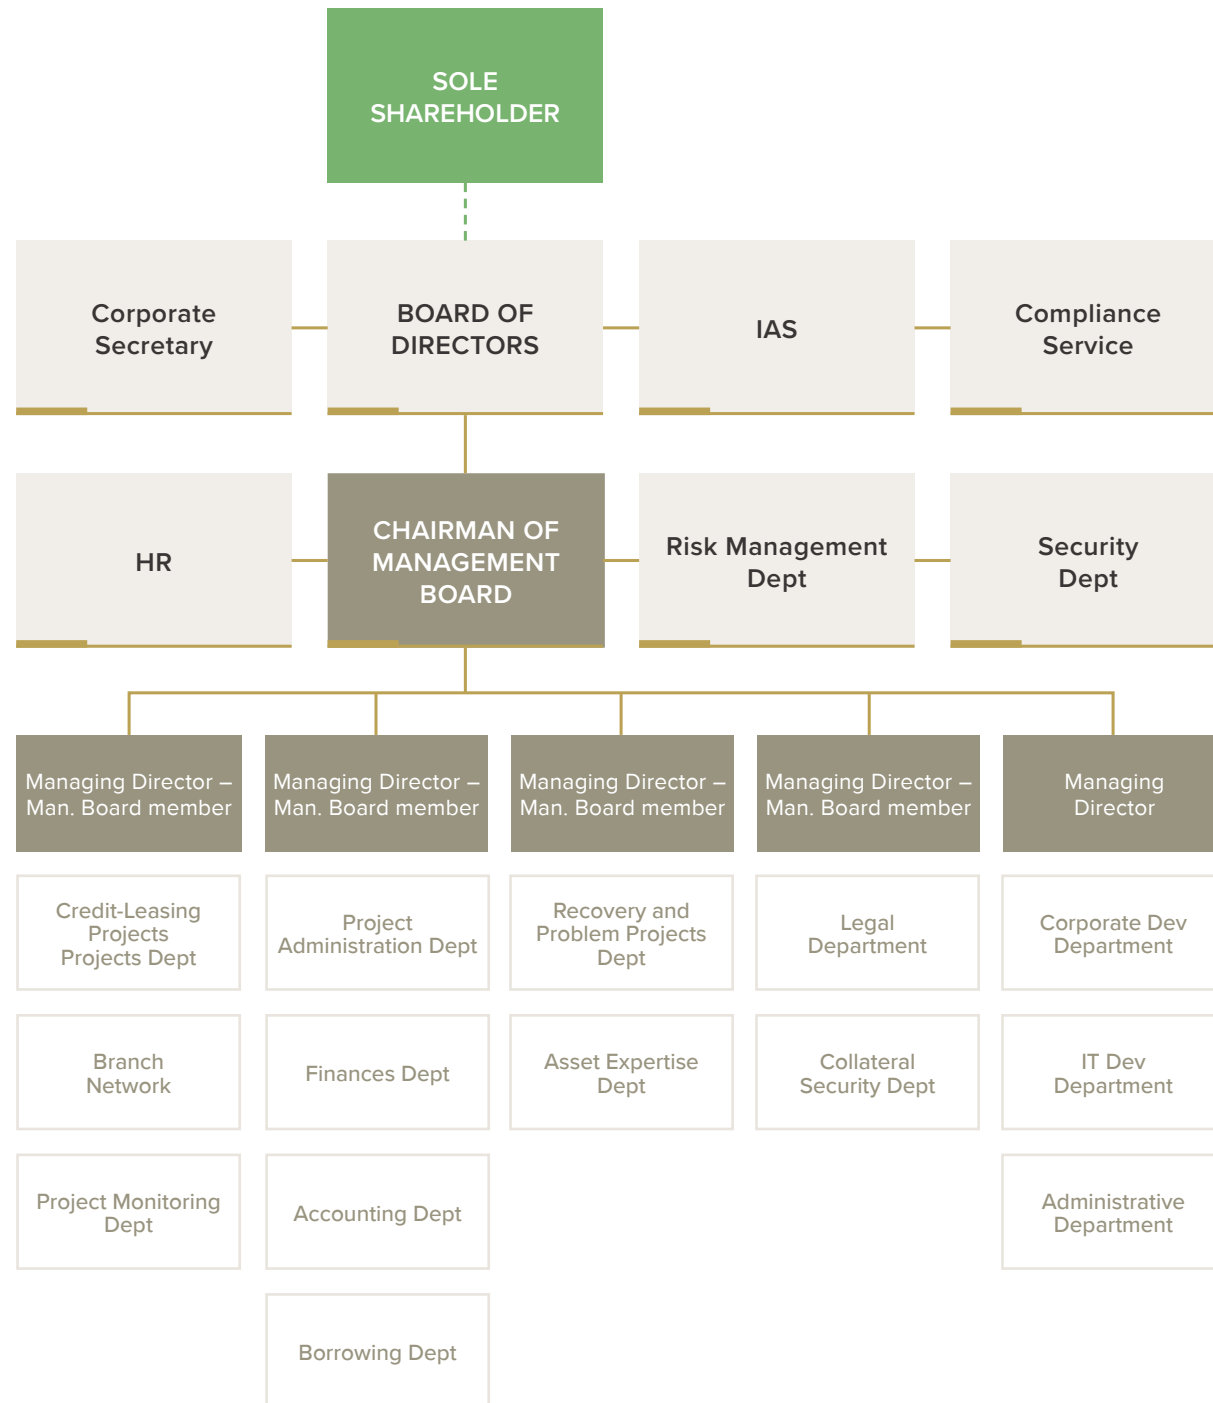 SOLE
SHAREHOLDER
Corporate
Secretary
BOARD OF
DIRECTORS
IAS
Compliance
Service
HR
CHAIRMAN OF
MANAGEMENT
BOARD
Risk Management
Dept
Security
Dept
Managing Director –
Man. Board member
Managing Director –
Man. Board member
Managing Director –
Man. Board member
Managing Director –
Man. Board member
Managing
Director
Credit-Leasing
Projects
Projects Dept
Project
Administration Dept
Recovery and
Problem Projects
Dept
Legal
Department
Corporate Dev
Department
Branch
Network
Finances Dept
Asset Expertise
Dept
Collateral
Security Dept
IT Dev
Department
Project Monitoring
Dept
Accounting Dept
Administrative
Department
Borrowing Dept